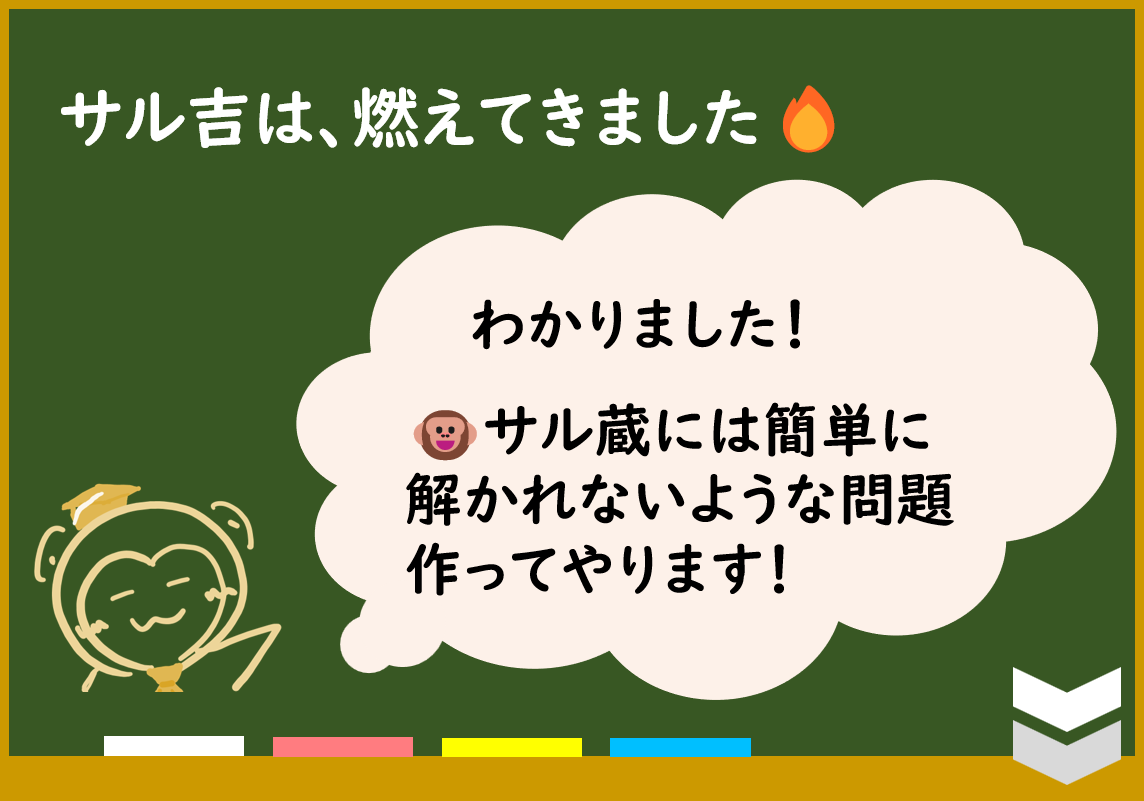 サル吉は、燃えてきました🔥
わかりました！
🐵サル蔵には簡単に
解かれないような問題
作ってやります！